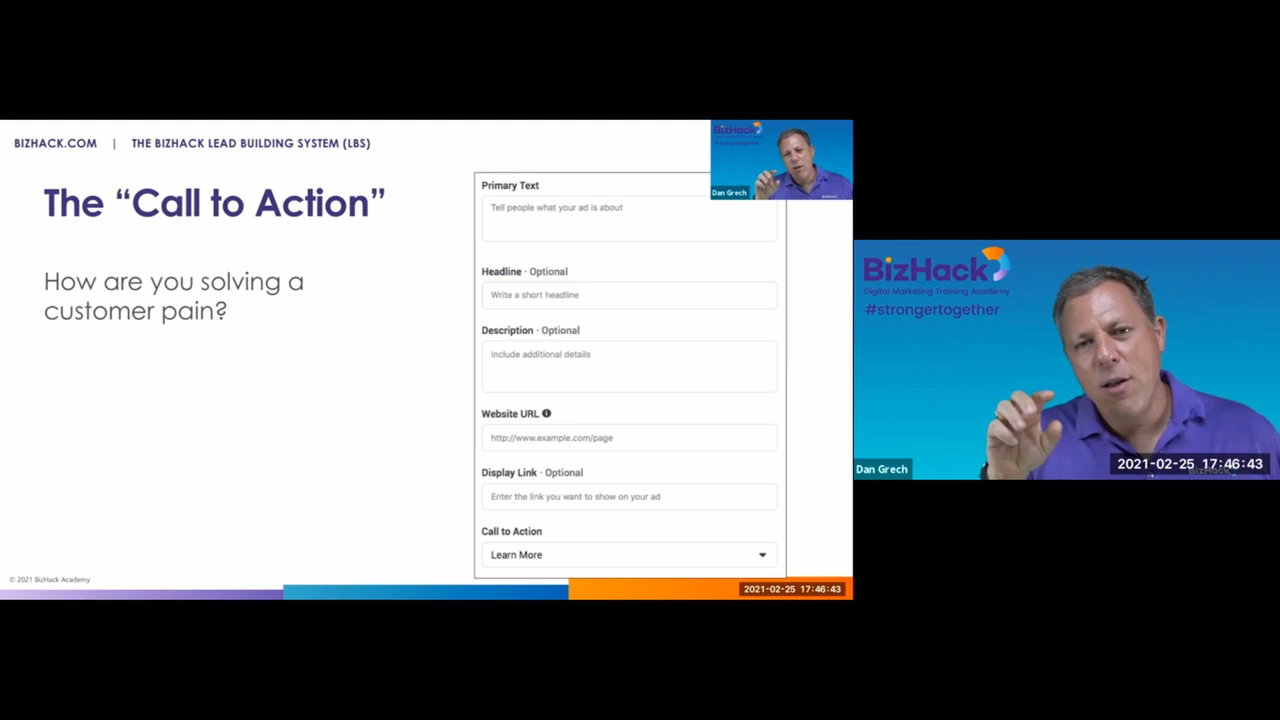 BIZHACK.COM | THE BIZHACK LEAD BUILDING SYSTEM (LBS)
The “Call to Action”
How are you solving a
customer pain?
Primary Text
Tell people what your ad is about
Headline · Optional
Write a short headline
Description · Optional
Include additional details
Website URL
http://www.example.com/page
Display Link · Optional
Enter the link you want to show on your ad
Call to Action
Learn More
© 2021 BizHack Academy
2021-02-25 17:46:43
BizHack
#strongertogether
Dan Grech
BizHack
Digital Marketing Training Academy
#strongertogether
Dan Grech
2021-02-25 17:46:43
BizHack